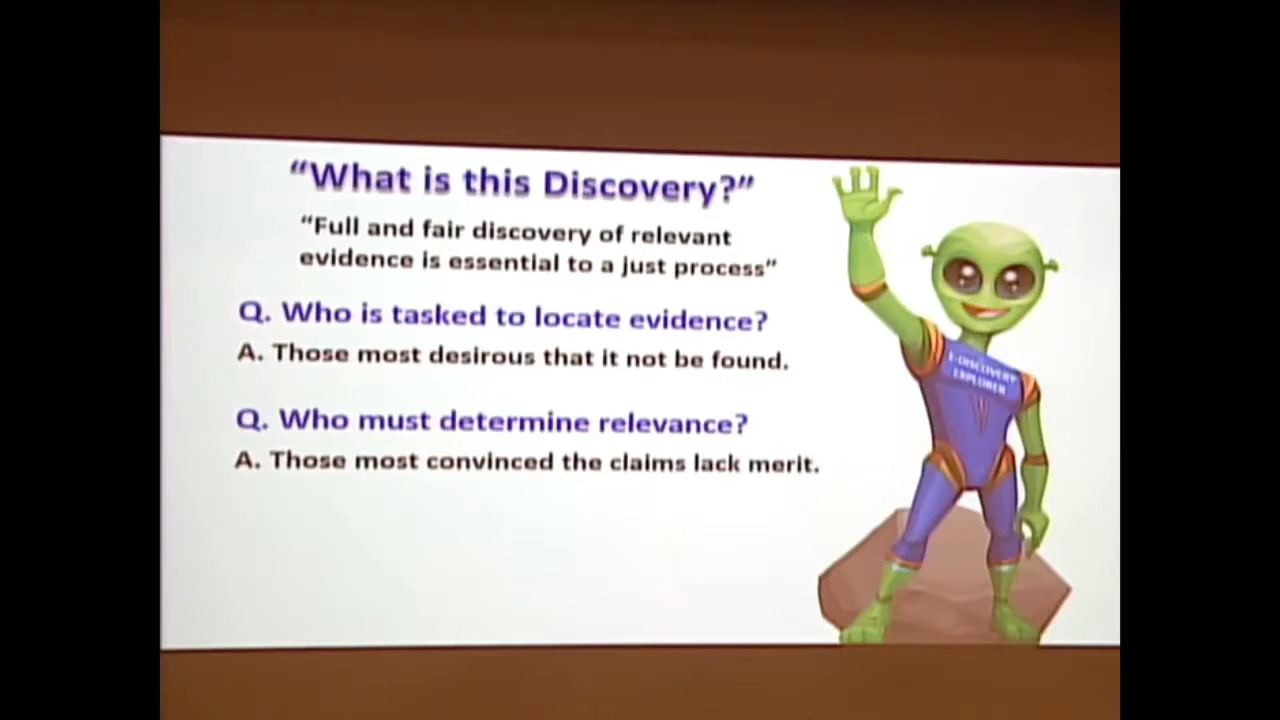 “What is this Discovery?”
“Full and fair discovery of relevant
evidence is essential to a just process”
Q. Who is tasked to locate evidence?
A. Those most desirous that it not be found.
Q. Who must determine relevance?
A. Those most convinced the claims lack merit.
E-DISCOVERY
EXPLORER